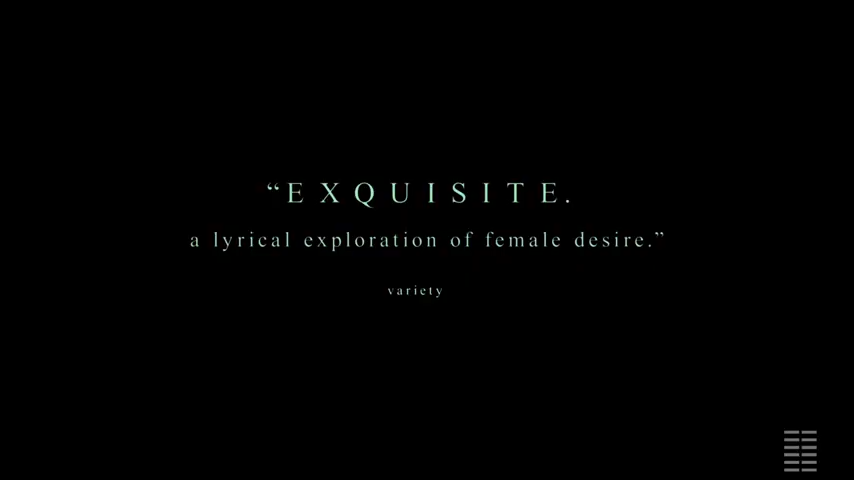 “EXQUISITE.
a lyrical exploration of female desire.”
variety